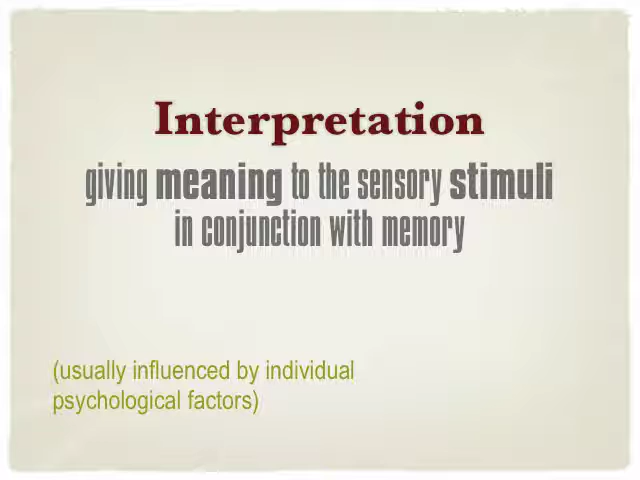 Interpretation
giving meaning to the sensory stimuli
in conjunction with memory
(usually influenced by individual
psychological factors)